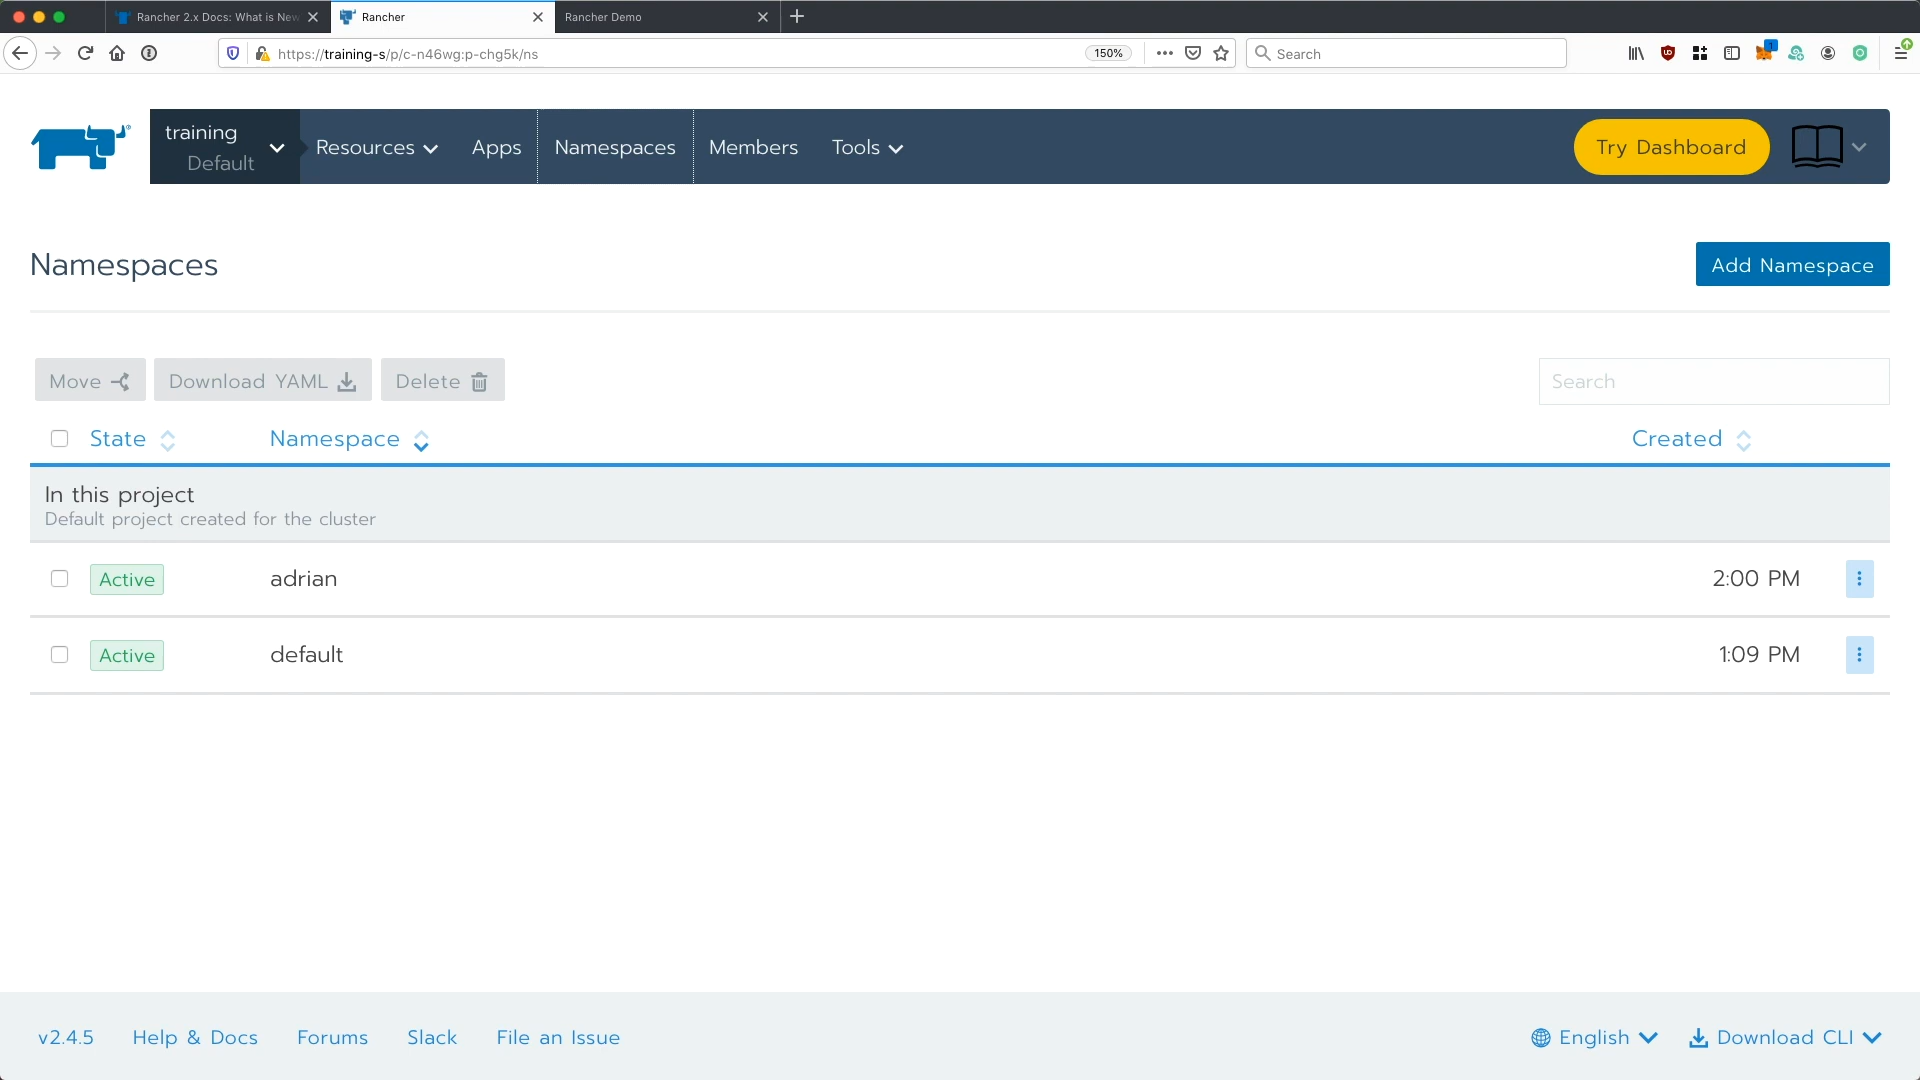 Rancher 2.x Docs: What is New
Rancher
Rancher Demo
https://training-s/p/c-n46wg:p-chg5k/ns
150%
Search
training
Default
Resources
Apps
Namespaces
Members
Tools
Try Dashboard
Namespaces
Add Namespace
Move
Download YAML
Delete
Search
State
Namespace
Created
In this project
Default project created for the cluster
Active
adrian
2:00 PM
Active
default
1:09 PM
v2.4.5
Help & Docs
Forums
Slack
File an Issue
English
Download CLI